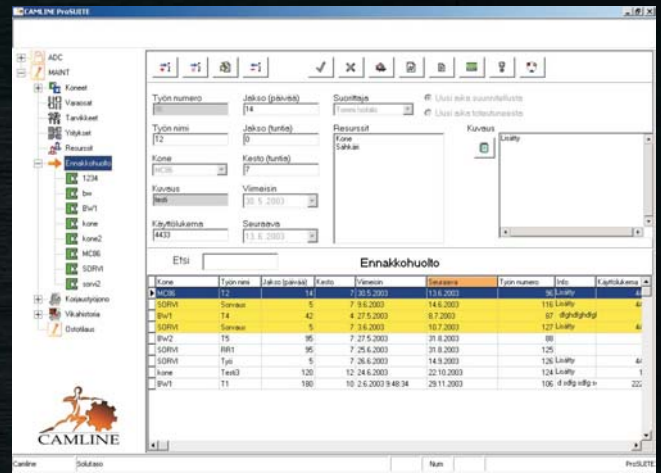 CAMLINE ProSUITE
ADC
MAINT
Koneet
Varaosat
Tarvikkeet
Yritykset
Resurssit
Ennakkohuolto
1234
bw
BW1
kone
kone2
MC86
SORVI
sorvi2
Korjaustyöjono
Vikahistoria
Ostotilaus
CAMLINE
Työn numero
Jakso (päivää)
14
Suorittaja
Uusi aika suunnitellusta
Uusi aika toteutuneesta
Työn nimi
T2
Jakso (tuntia)
0
Resurssit
Kone
Sähkäri
Kuvaus
Lisätty
Kone
MC86
Kesto (tuntia)
7
Kuvaus
testi
Viimeisin
30. 5. 2003
Käyttölukema
4433
Seuraava
13. 6. 2003
Etsi
Ennakkohuolto
Kone Työn nimi Jakso (päivää) Kesto Viimeisin Seuraava Työn numero Info Käyttölukema
MC86 T2 14 7 30.5.2003 13.6.2003 96 Lisätty 44
SORVI Sorvaus 5 7 9.6.2003 14.6.2003 116 Lisätty 44
BW1 T4 42 4 27.5.2003 8.7.2003 67
SORVI Sorvaus 5 7 3.6.2003 10.7.2003 127 Lisätty 44
BW2 T5 95 7 27.5.2003 31.8.2003 88
SORVI RR1 95 7 25.6.2003 31.8.2003 125
SORVI Työ 5 7 26.6.2003 14.9.2003 126 Lisätty 44
kone Testi3 120 12 24.6.2003 22.10.2003 124 Lisätty 1
BW1 T1 180 10 2.6.2003 9:48:34 29.11.2003 106 222
Camline Solutaso Num ProSUITE